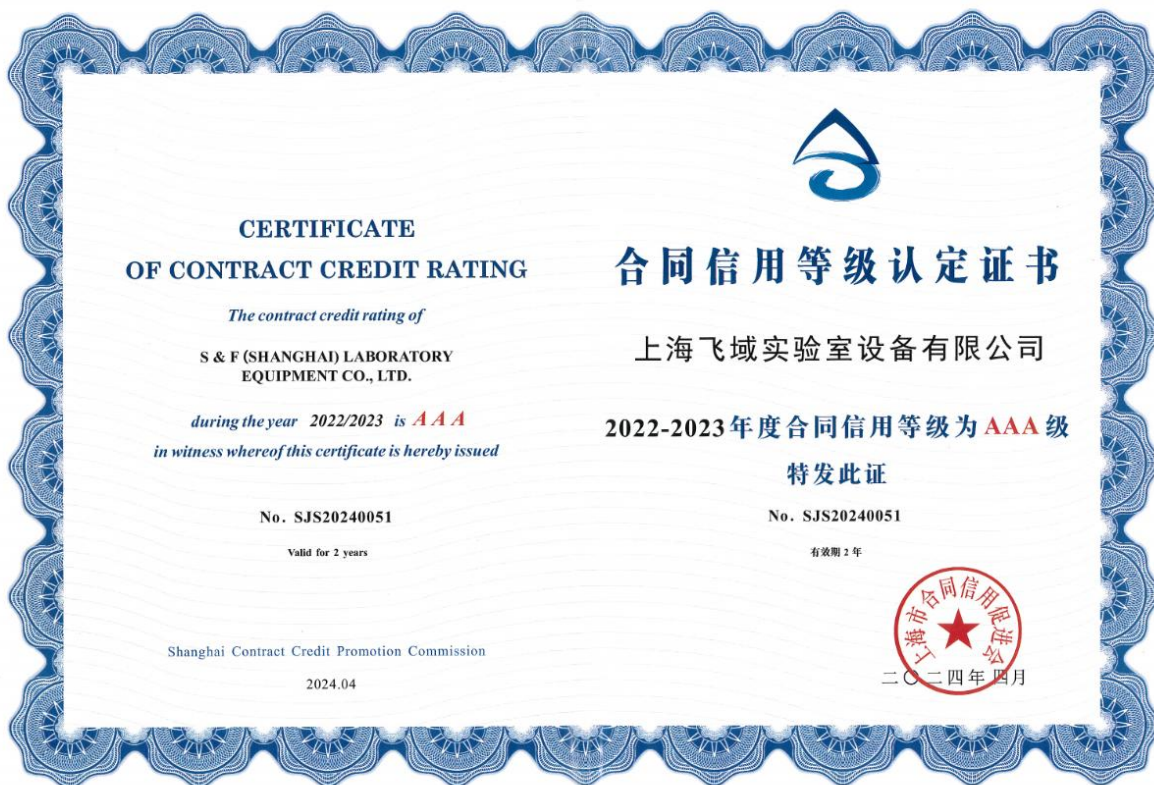 CERTIFICATE
OF CONTRACT CREDIT RATING
The contract credit rating of
S & F (SHANGHAI) LABORATORY
EQUIPMENT CO., LTD.
during the year 2022/2023 is AAA
in witness whereof this certificate is hereby issued
No. SJS20240051
Valid for 2 years
Shanghai Contract Credit Promotion Commission
2024.04
合同信用等级认定证书
上海飞域实验室设备有限公司
2022-2023年度合同信用等级为AAA级
特发此证
No. SJS20240051
有效期 2 年
上海市合同信用促进会
二〇二四年 四月